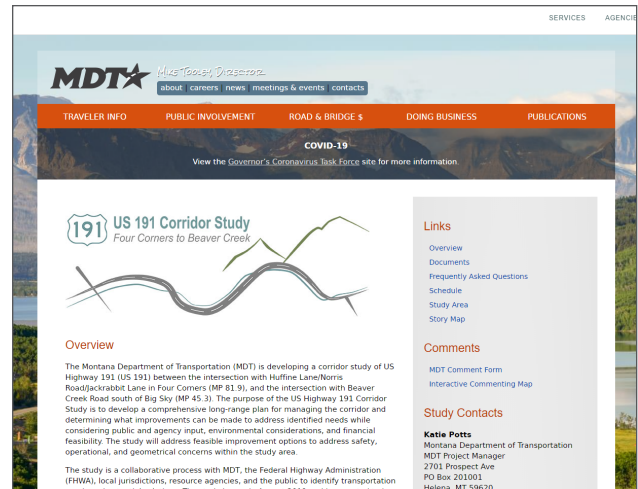 SERVICES AGENCIE
MDT
Mike Tooley, Director
about | careers | news | meetings & events | contacts
TRAVELER INFO PUBLIC INVOLVEMENT ROAD & BRIDGE $ DOING BUSINESS PUBLICATIONS
COVID-19
View the Governor's Coronavirus Task Force site for more information.
191 US 191 Corridor Study
Four Corners to Beaver Creek
Overview
The Montana Department of Transportation (MDT) is developing a corridor study of US
Highway 191 (US 191) between the intersection with Huffine Lane/Norris
Road/Jackrabbit Lane in Four Corners (MP 81.9), and the intersection with Beaver
Creek Road south of Big Sky (MP 45.3). The purpose of the US Highway 191 Corridor
Study is to develop a comprehensive long-range plan for managing the corridor and
determining what improvements can be made to address identified needs while
considering public and agency input, environmental considerations, and financial
feasibility. The study will address feasible improvement options to address safety,
operational, and geometrical concerns within the study area.
The study is a collaborative process with MDT, the Federal Highway Administration
(FHWA), local jurisdictions, resource agencies, and the public to identify transportation
Links
Overview
Documents
Frequently Asked Questions
Schedule
Study Area
Story Map
Comments
MDT Comment Form
Interactive Commenting Map
Study Contacts
Katie Potts
Montana Department of Transportation
MDT Project Manager
2701 Prospect Ave
PO Box 201001
Helena, MT 59620